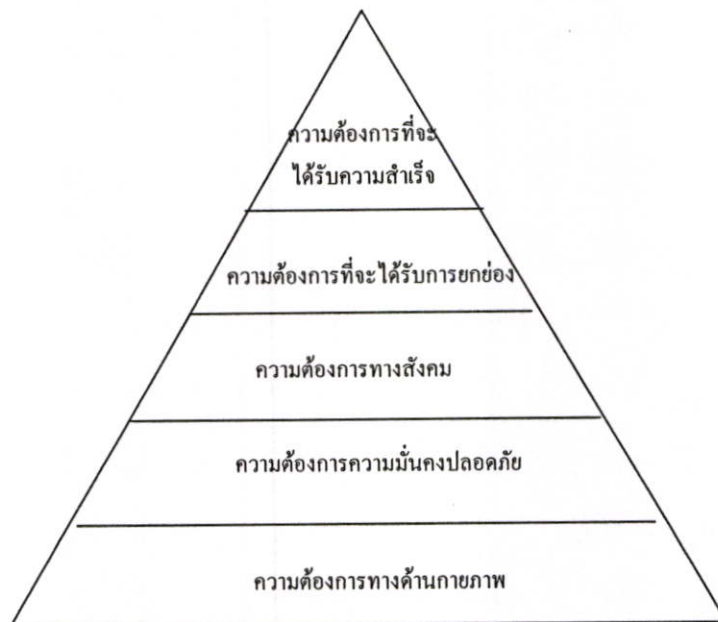 ความต้องการที่จะ
ได้รับความสำเร็จ
ความต้องการที่จะได้รับการยกย่อง
ความต้องการทางสังคม
ความต้องการความมั่นคงปลอดภัย
ความต้องการทางด้านกายภาพ